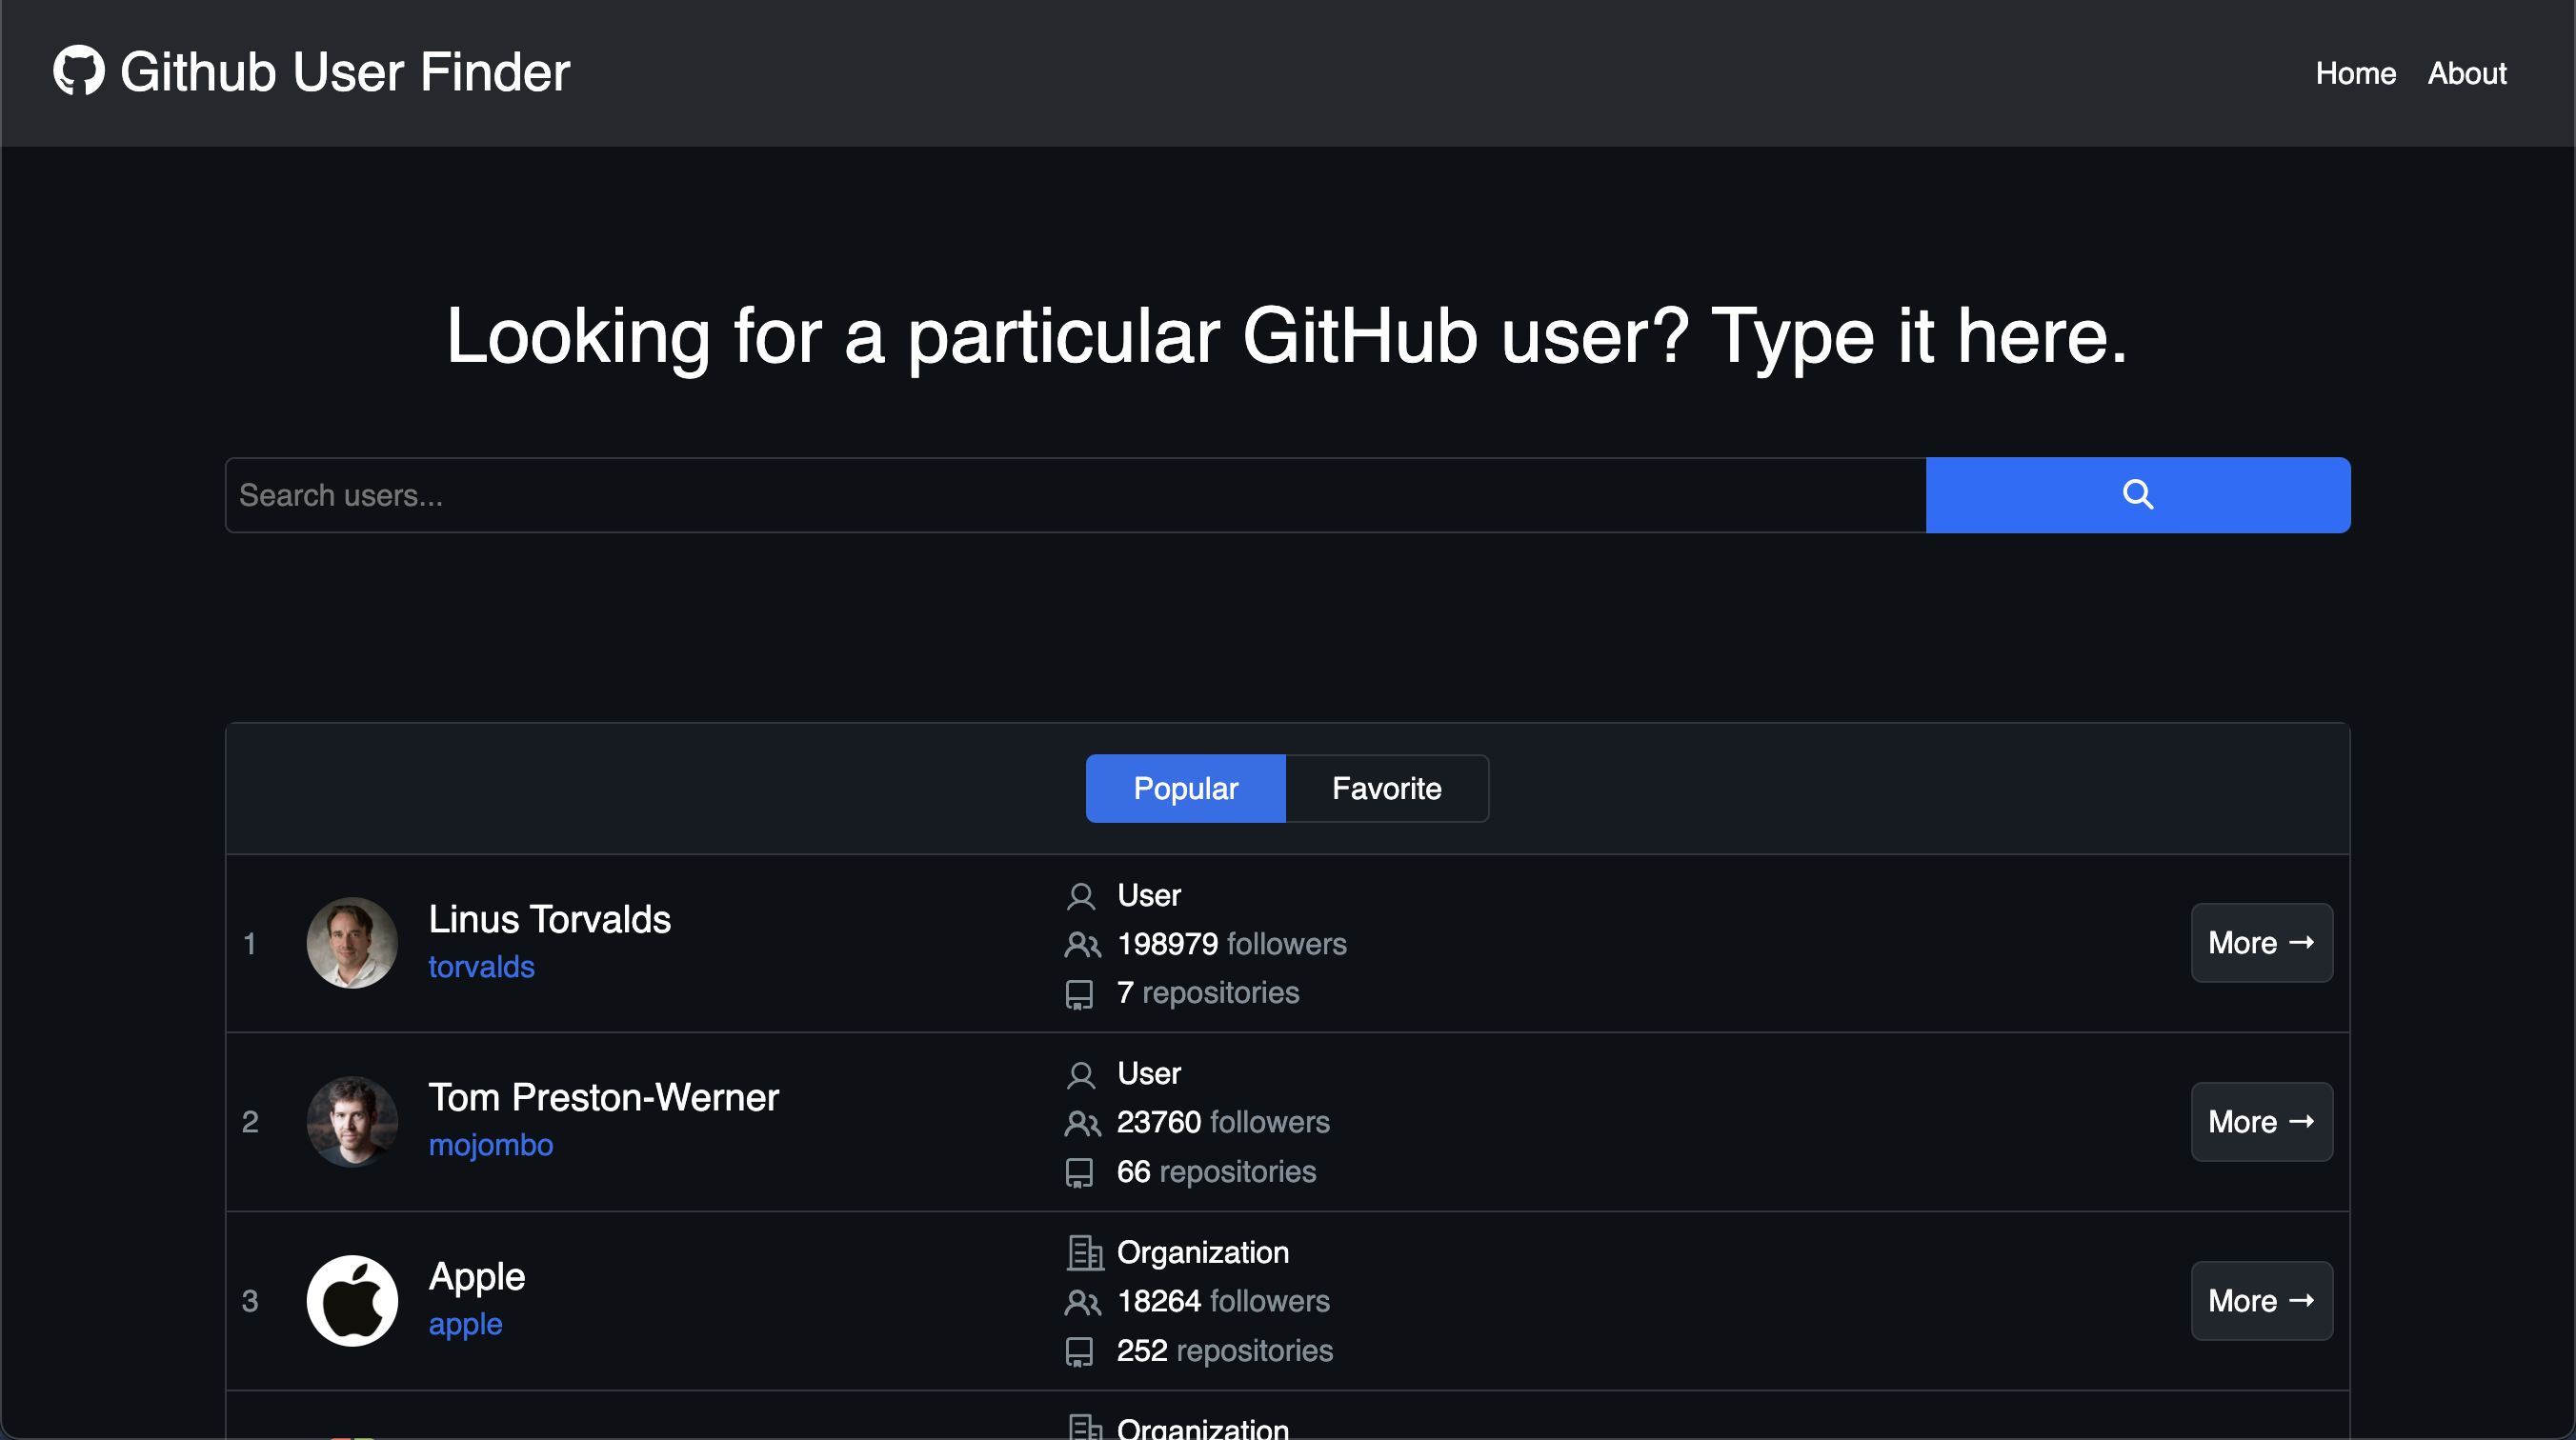 Github User Finder
Home
About
Looking for a particular GitHub user? Type it here.
Search users...
Popular
Favorite
1
Linus Torvalds
torvalds
User
198979 followers
7 repositories
More →
2
Tom Preston-Werner
mojombo
User
23760 followers
66 repositories
More →
3
Apple
apple
Organization
18264 followers
252 repositories
More →
Organization